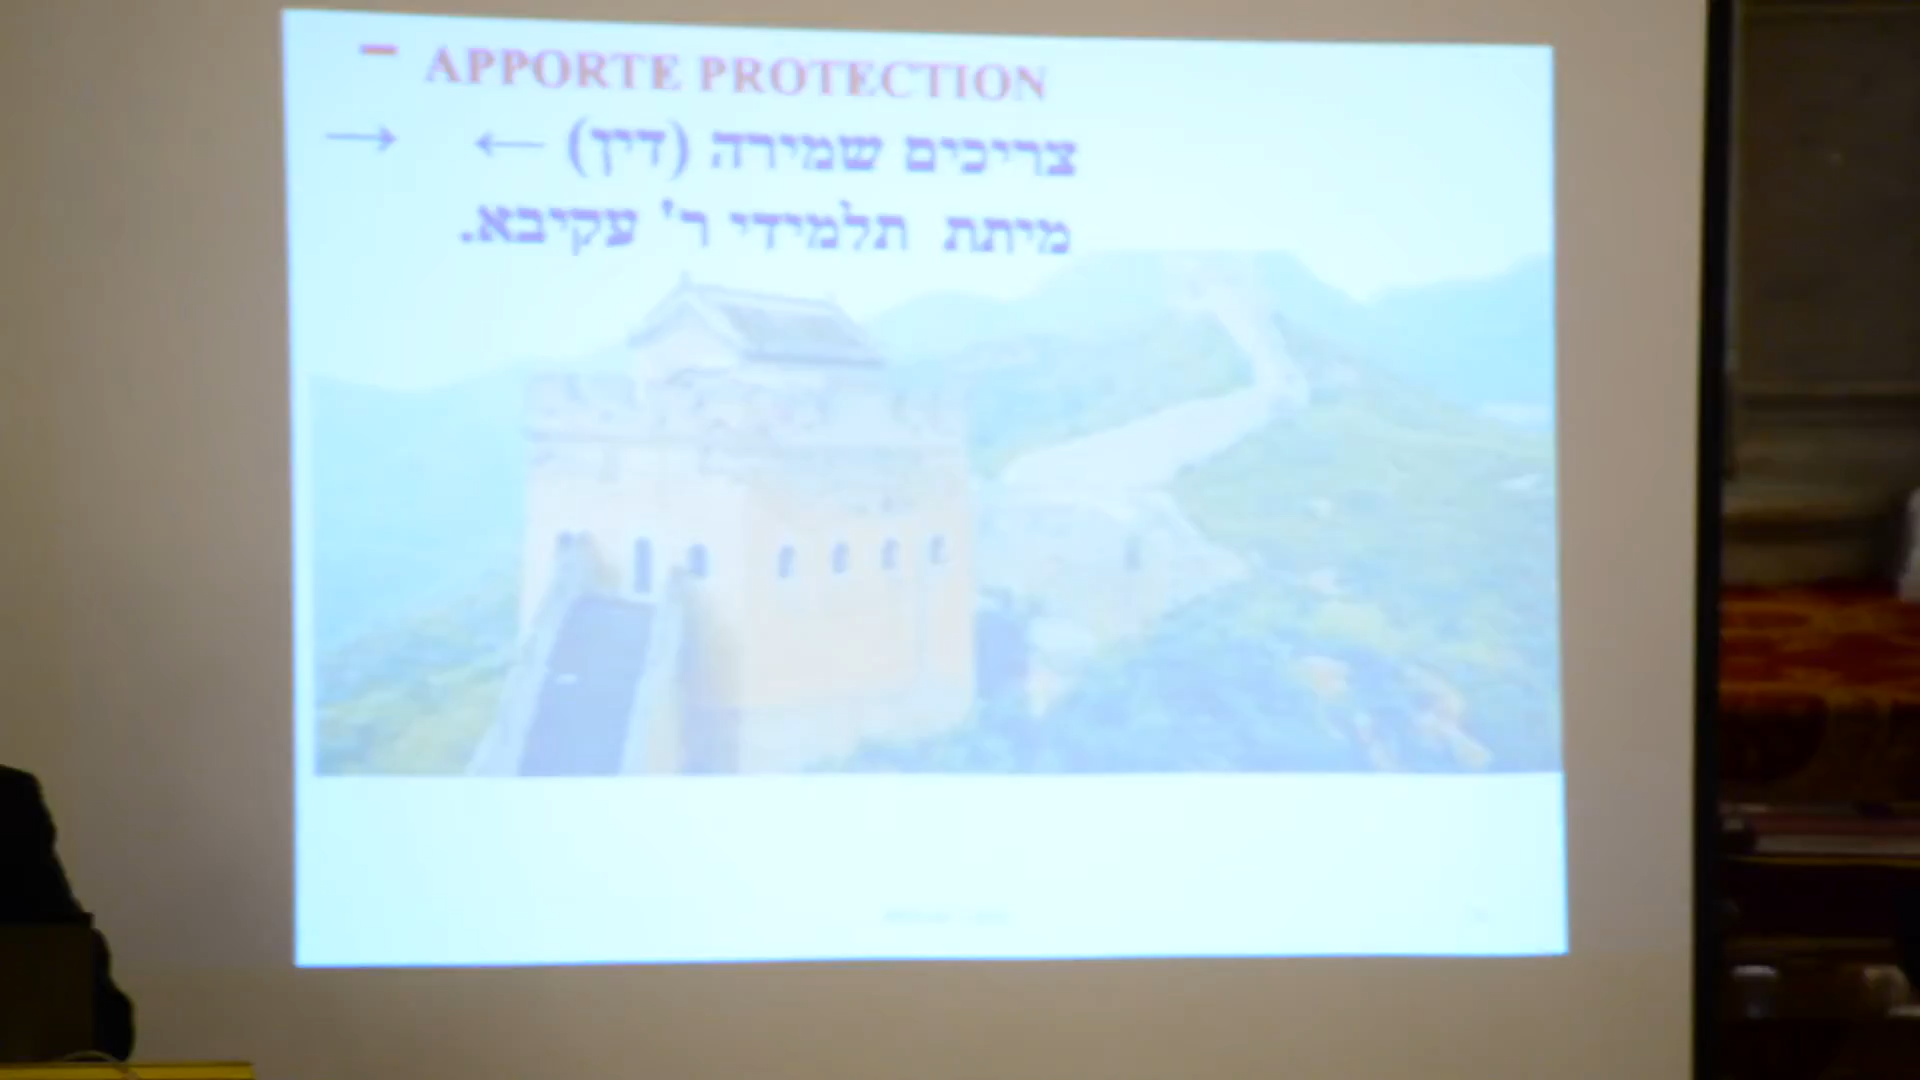 – APPORTE PROTECTION
צריכים שמירה (דין) ← →
מיתת תלמידי ר' עקיבא.